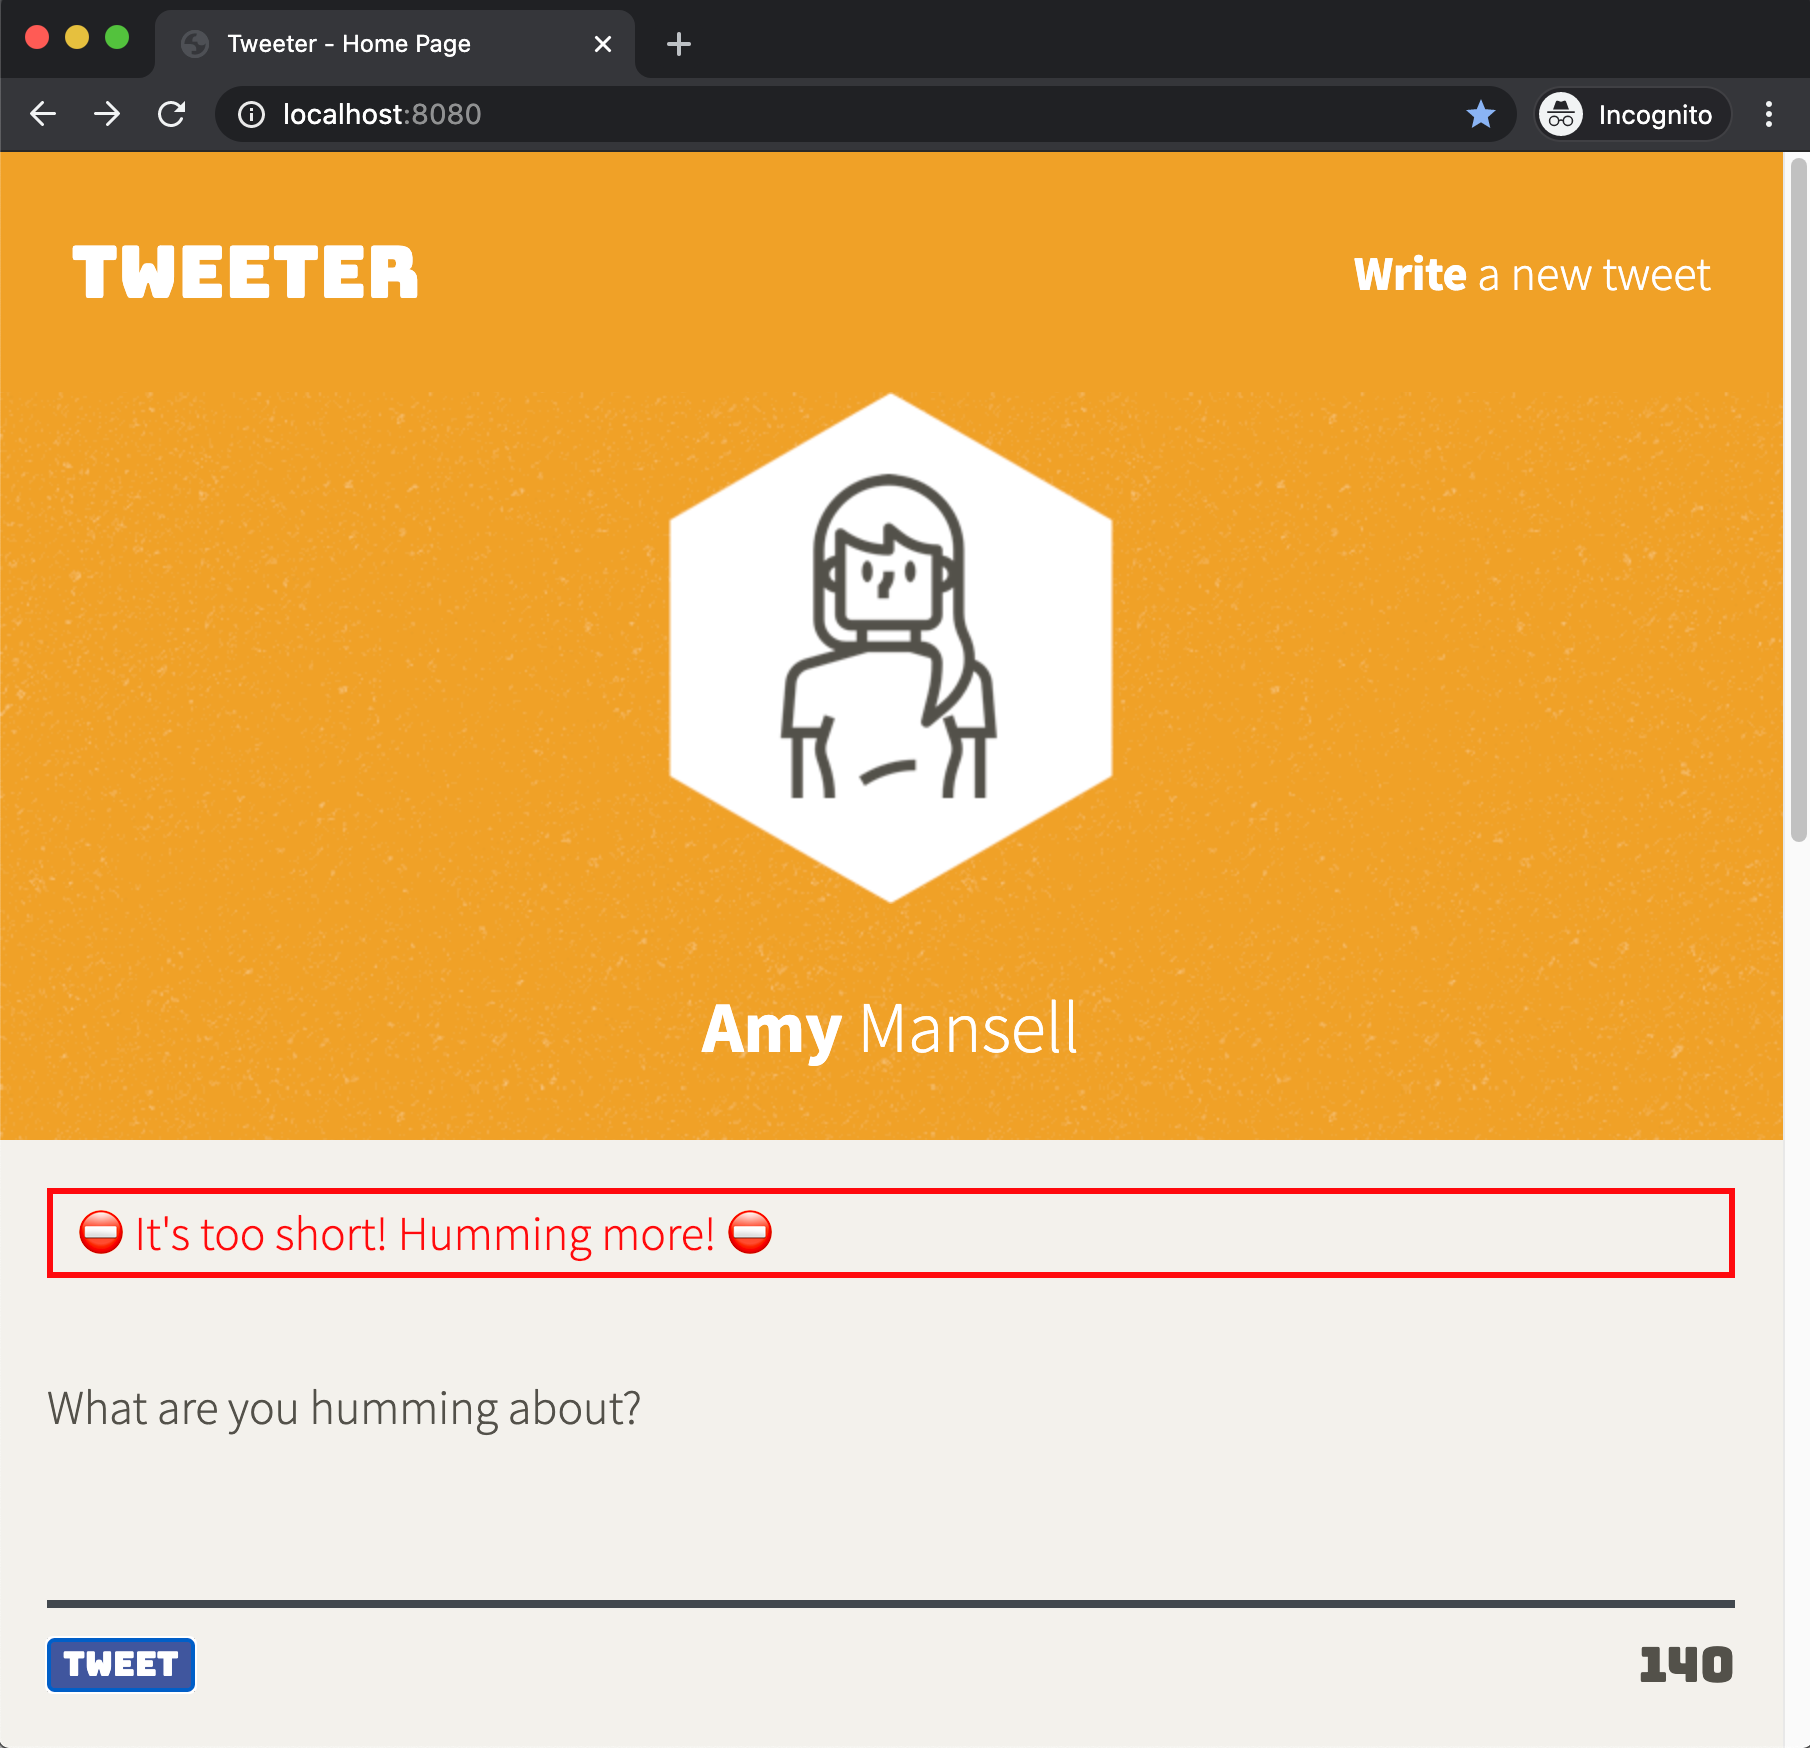 Tweeter - Home Page
localhost:8080
Incognito
TWEETER
Write a new tweet
Amy Mansell
⛔ It's too short! Humming more! ⛔
What are you humming about?
TWEET
140